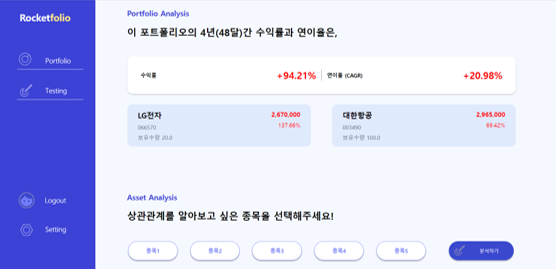 Rocketfolio
Portfolio
Testing
Logout
Setting
Portfolio Analysis
이 포트폴리오의 4년(48달)간 수익률과 연이율은,
수익률 +94.21% 연이율 (CAGR) +20.98%
LG전자 2,670,000
066570 137.66%
보유수량 20.0
대한항공 2,965,000
003490 69.42%
보유수량 100.0
Asset Analysis
상관관계를 알아보고 싶은 종목을 선택해주세요!
종목1 종목2 종목3 종목4 종목5 분석하기